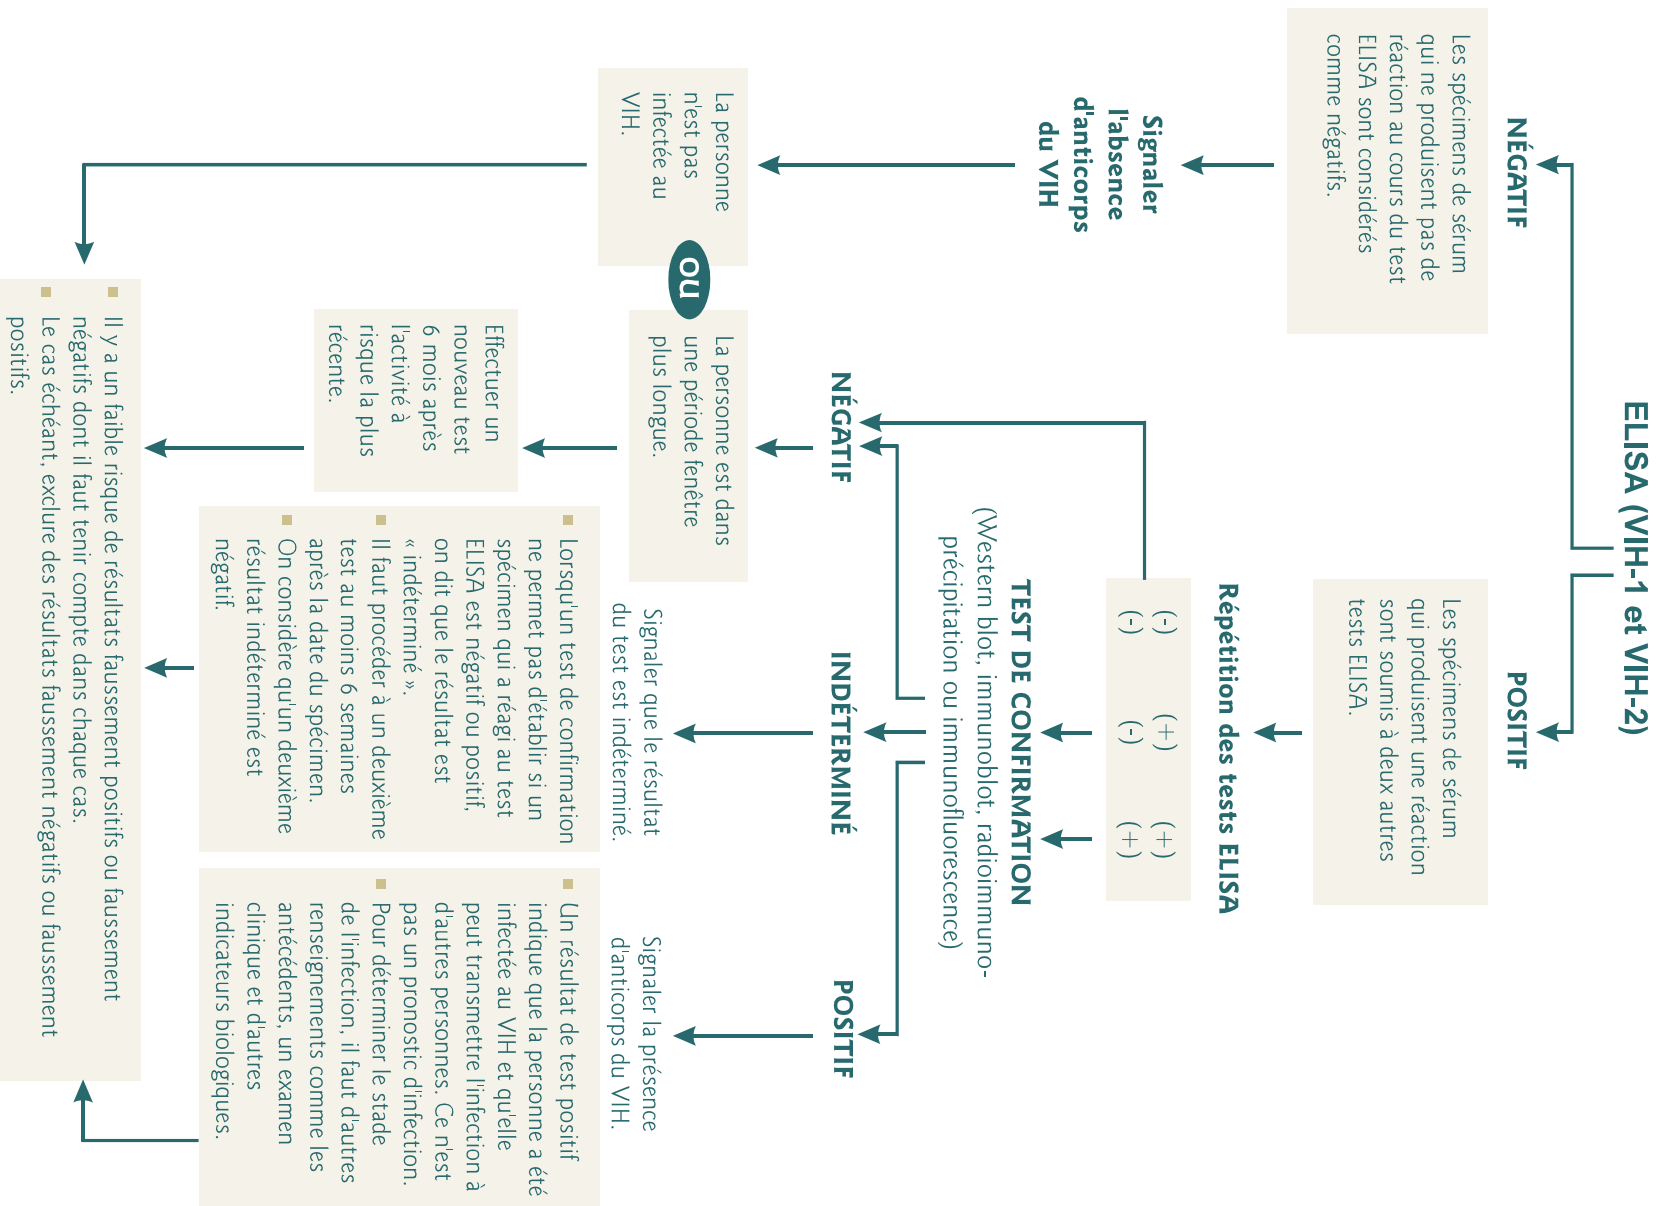 ELISA (VIH-1 et VIH-2)
NÉGATIF
Les spécimens de sérum
qui ne produisent pas de
réaction au cours du test
ELISA sont considérés
comme négatifs.
Signaler
l'absence
d'anticorps
du VIH
POSITIF
Les spécimens de sérum
qui produisent une réaction
sont soumis à deux autres
tests ELISA.
Répétition des tests ELISA
(-) (+) (+)
(-) (-) (+)
TEST DE CONFIRMATION
(Western blot, immunoblot, radioimmuno-
précipitation ou immunofluorescence)
NÉGATIF
La personne
n'est pas
infectée au
VIH.
OU
La personne est dans
une période fenêtre
plus longue.
Effectuer un
nouveau test
6 mois après
l'activité à
risque la plus
récente.
INDÉTERMINÉ
Signaler que le résultat
du test est indéterminé.
Lorsqu'un test de confirmation
ne permet pas d'établir si un
spécimen qui a réagi au test
ELISA est négatif ou positif,
on dit que le résultat est
« indéterminé ».
Il faut procéder à un deuxième
test au moins 6 semaines
après la date du spécimen.
On considère qu'un deuxième
résultat indéterminé est
négatif.
POSITIF
Signaler la présence
d'anticorps du VIH.
Un résultat de test positif
indique que la personne a été
infectée au VIH et qu'elle
peut transmettre l'infection à
d'autres personnes. Ce n'est
pas un pronostic d'infection.
Pour déterminer le stade
de l'infection, il faut d'autres
renseignements comme les
antécédents, un examen
clinique et d'autres
indicateurs biologiques.
Il y a un faible risque de résultats faussement positifs ou faussement
négatifs dont il faut tenir compte dans chaque cas.
Le cas échéant, exclure des résultats faussement négatifs ou faussement
positifs.